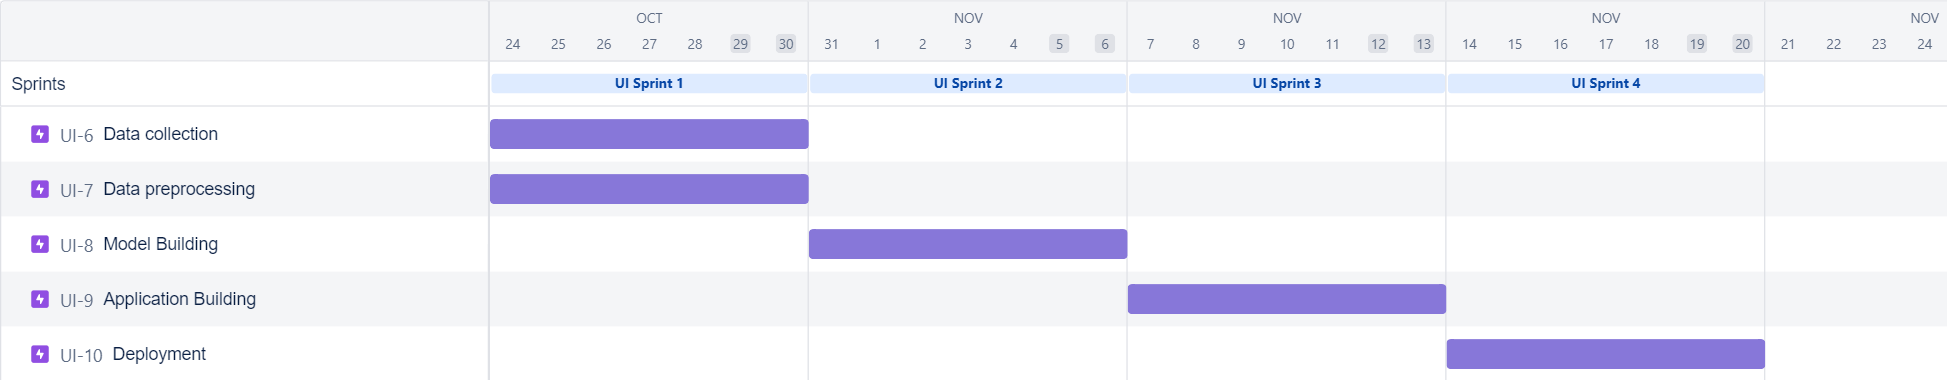 OCT NOV NOV NOV NOV
24 25 26 27 28 29 30 31 1 2 3 4 5 6 7 8 9 10 11 12 13 14 15 16 17 18 19 20 21 22 23 24
Sprints UI Sprint 1 UI Sprint 2 UI Sprint 3 UI Sprint 4
UI-6 Data collection
UI-7 Data preprocessing
UI-8 Model Building
UI-9 Application Building
UI-10 Deployment